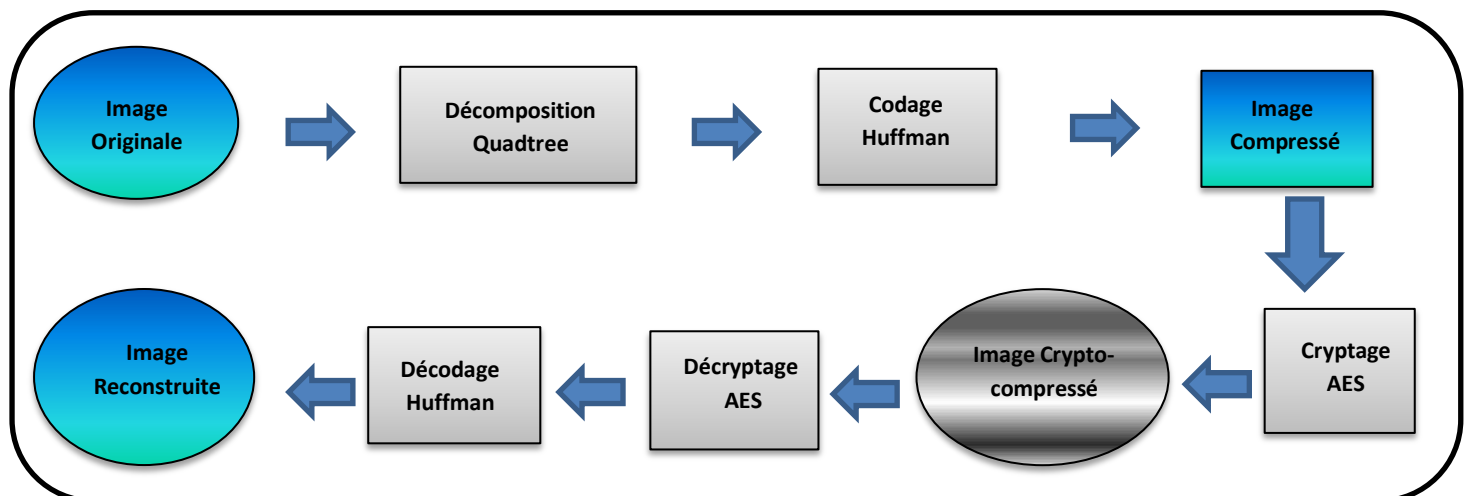 Image
Originale
Décomposition
Quadtree
Codage
Huffman
Image
Compressé
Cryptage
AES
Image Crypto-
compressé
Décryptage
AES
Décodage
Huffman
Image
Reconstruite